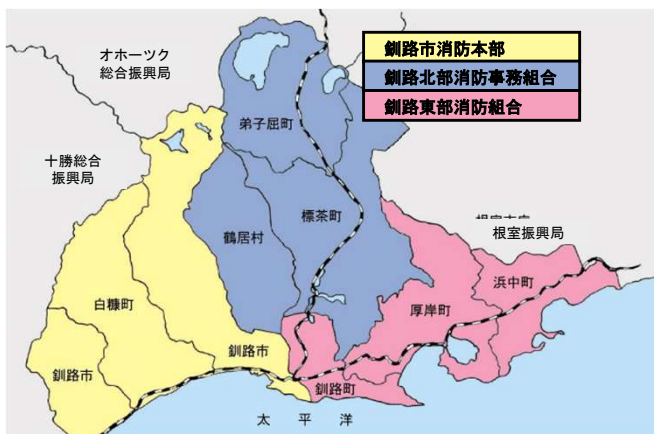 オホーツク
総合振興局
釧路市消防本部
釧路北部消防事務組合
釧路東部消防組合
弟子屈町
十勝総合
振興局
標茶町
鶴居村
根室振興局
浜中町
白糠町
厚岸町
釧路市
釧路市
釧路町
太平洋